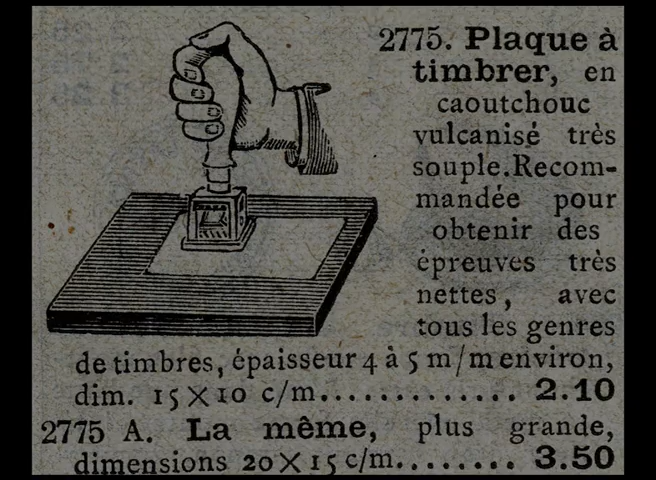 2775. Plaque à
timbrer, en
caoutchouc
vulcanisé très
souple. Recom-
mandée pour
obtenir des
épreuves très
nettes, avec
tous les genres
de timbres, épaisseur 4 à 5 m/m environ,
dim. 15 × 10 c/m.............. 2.10
2775 A. La même, plus grande,
dimensions 20 × 15 c/m........ 3.50